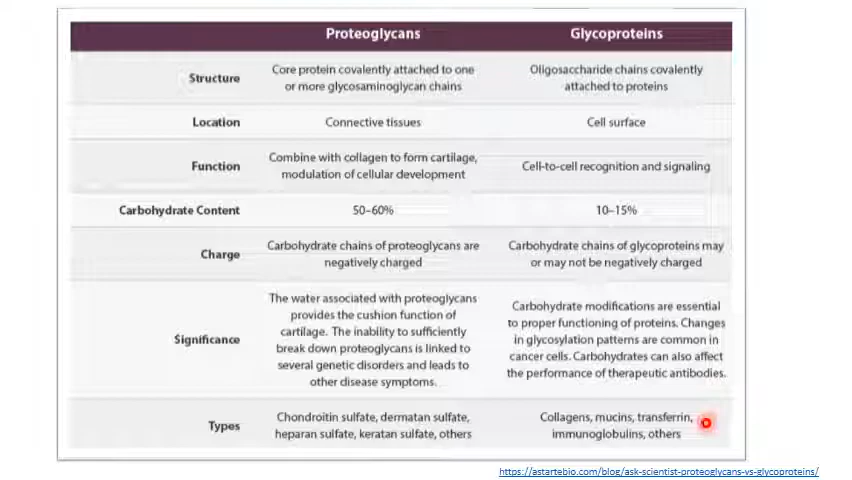 Proteoglycans Glycoproteins
Structure
Core protein covalently attached to one
or more glycosaminoglycan chains
Oligosaccharide chains covalently
attached to proteins
Location
Connective tissues
Cell surface
Function
Combine with collagen to form cartilage,
modulation of cellular development
Cell-to-cell recognition and signaling
Carbohydrate Content
50–60%
10–15%
Charge
Carbohydrate chains of proteoglycans are
negatively charged
Carbohydrate chains of glycoproteins may
or may not be negatively charged
Significance
The water associated with proteoglycans
provides the cushion function of
cartilage. The inability to sufficiently
break down proteoglycans is linked to
several genetic disorders and leads to
other disease symptoms.
Carbohydrate modifications are essential
to proper functioning of proteins. Changes
in glycosylation patterns are common in
cancer cells. Carbohydrates can also affect
the performance of therapeutic antibodies.
Types
Chondroitin sulfate, dermatan sulfate,
heparan sulfate, keratan sulfate, others
Collagens, mucins, transferrin,
immunoglobulins, others
https://astartebio.com/blog/ask-scientist-proteoglycans-vs-glycoproteins/